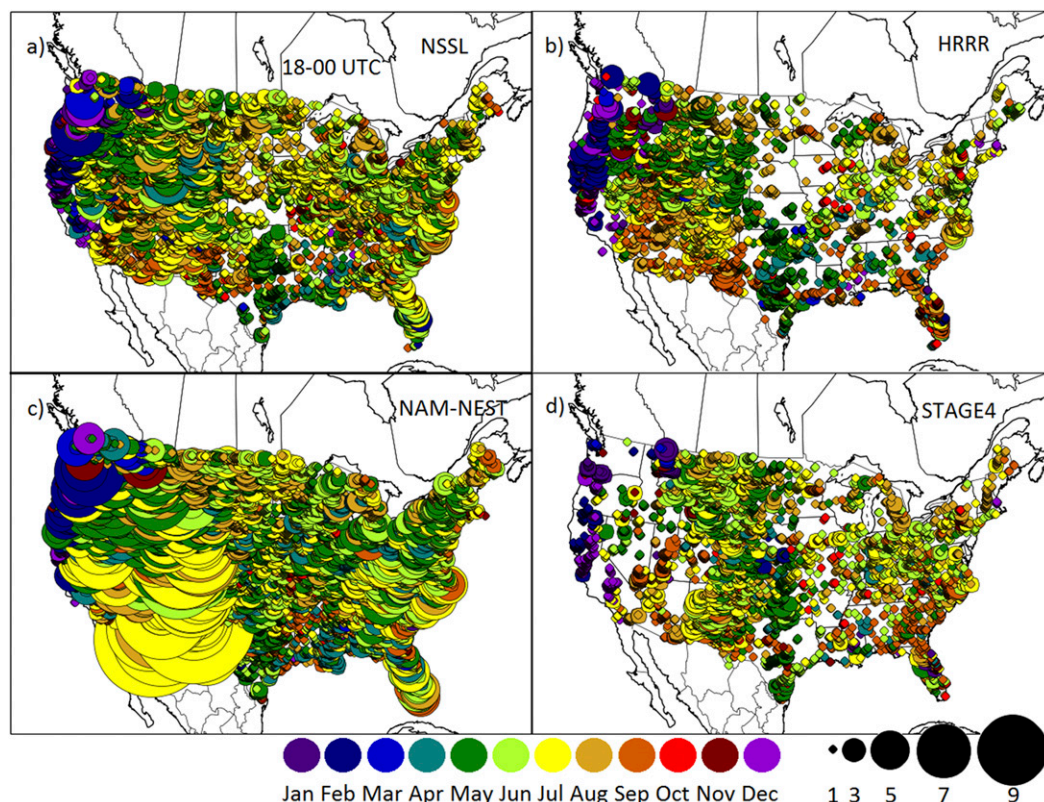 a)
NSSL
18-00 UTC
b)
HRRR
c)
NAM-NEST
d)
STAGE4
Jan Feb Mar Apr May Jun Jul Aug Sep Oct Nov Dec
1 3 5 7 9